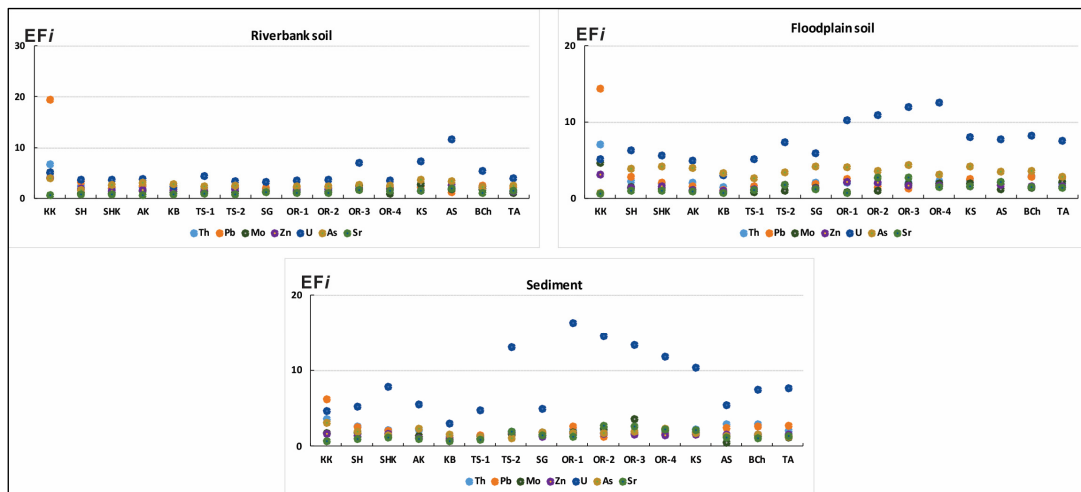 Riverbank soil
EFi
30
20
10
0
KK SH SHK AK KB TS-1 TS-2 SG OR-1 OR-2 OR-3 OR-4 KS AS BCh TA
Th Pb Mo Zn U As Sr
Floodplain soil
EFi
20
10
0
KK SH SHK AK KB TS-1 TS-2 SG OR-1 OR-2 OR-3 OR-4 KS AS BCh TA
Th Pb Mo Zn U As Sr
Sediment
EFi
20
10
0
KK SH SHK AK KB TS-1 TS-2 SG OR-1 OR-2 OR-3 OR-4 KS AS BCh TA
Th Pb Mo Zn U As Sr